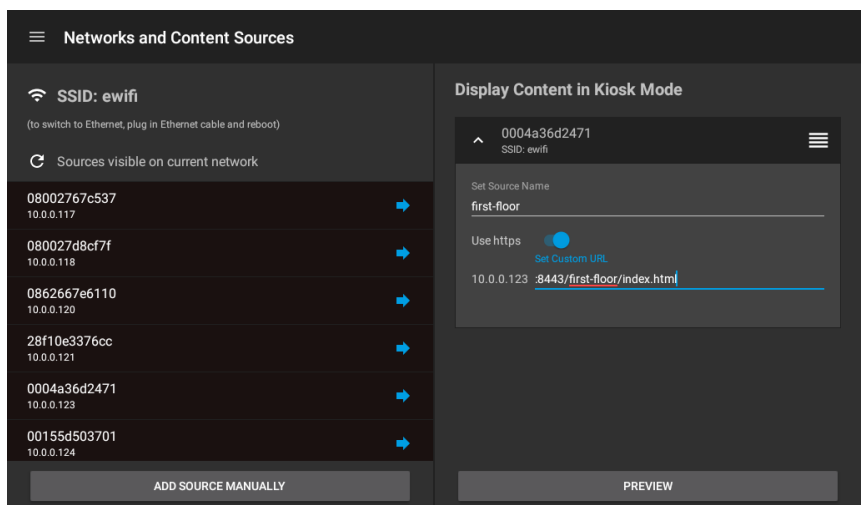 Networks and Content Sources
SSID: ewifi
(to switch to Ethernet, plug in Ethernet cable and reboot)
Sources visible on current network
08002767c537
10.0.0.117
080027d8cf7f
10.0.0.118
0862667e6110
10.0.0.120
28f10e3376cc
10.0.0.121
0004a36d2471
10.0.0.123
00155d503701
10.0.0.124
ADD SOURCE MANUALLY
Display Content in Kiosk Mode
0004a36d2471
SSID: ewifi
Set Source Name
first-floor
Use https
Set Custom URL
10.0.0.123 :8443/first-floor/index.html
PREVIEW